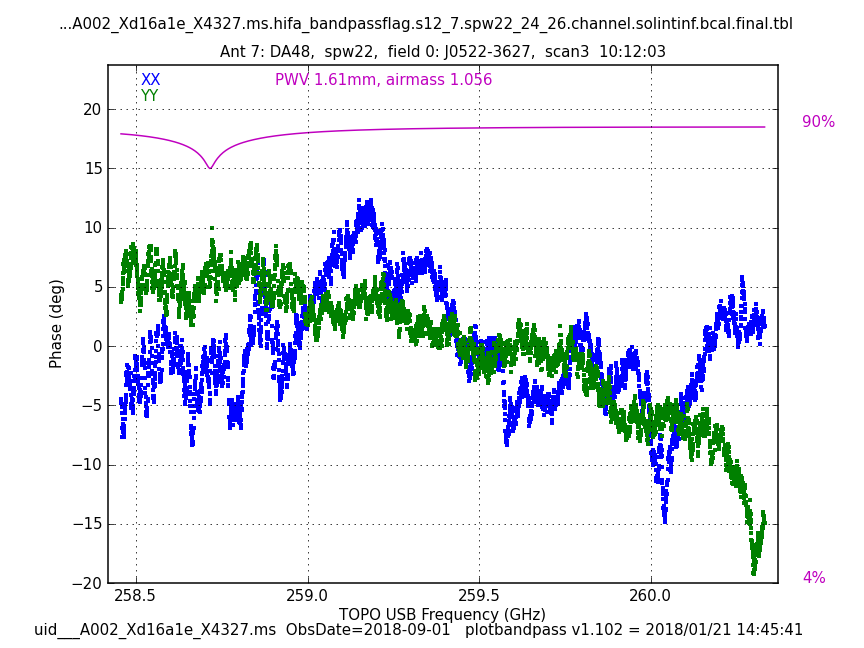 ...A002_Xd16a1e_X4327.ms.hifa_bandpassflag.s12_7.spw22_24_26.channel.solintinf.bcal.final.tbl
Ant 7: DA48,  spw22,  field 0: J0522-3627,  scan3  10:12:03
XX
PWV 1.61mm, airmass 1.056
YY
20
90%
15
10
5
0
−5
−10
−15
−20
4%
Phase (deg)
258.5 259.0 259.5 260.0
TOPO USB Frequency (GHz)
uid___A002_Xd16a1e_X4327.ms  ObsDate=2018-09-01   plotbandpass v1.102 = 2018/01/21 14:45:41